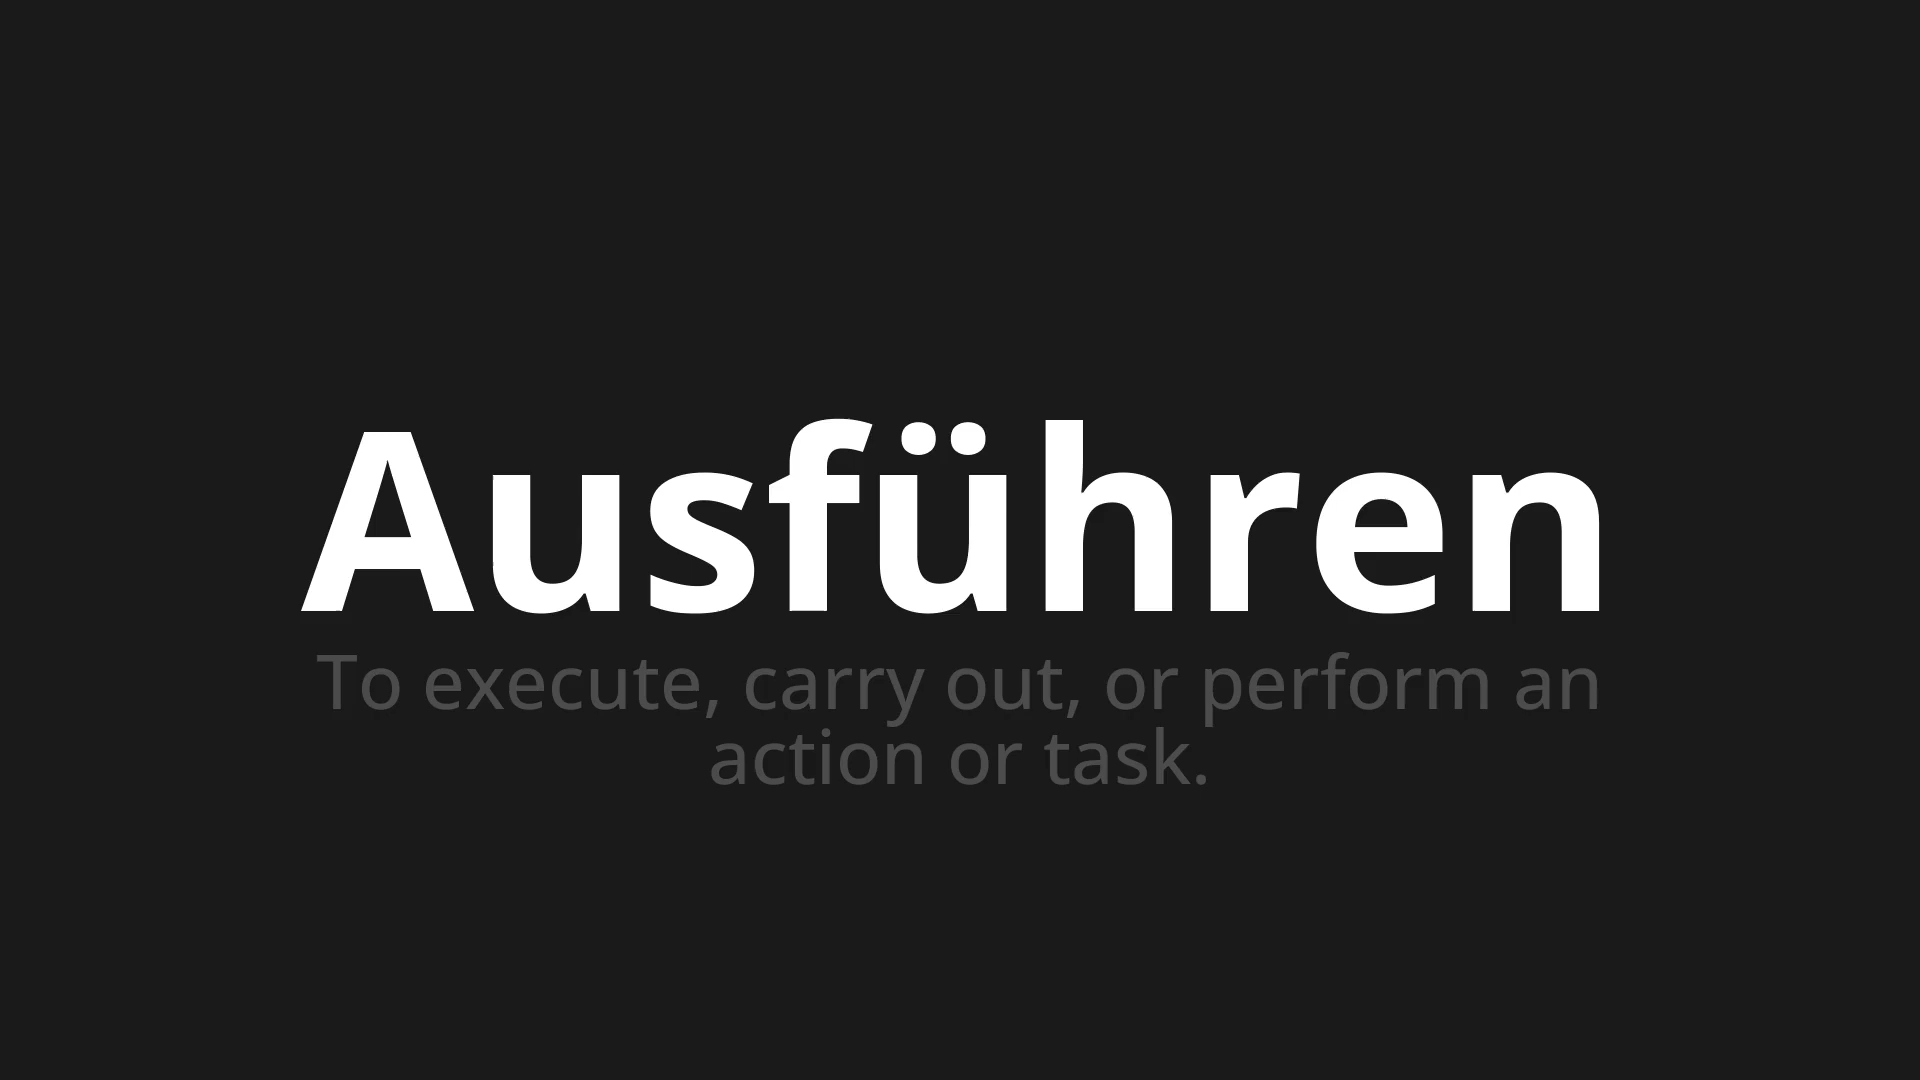 Ausführen
To execute, carry out, or perform an
action or task.